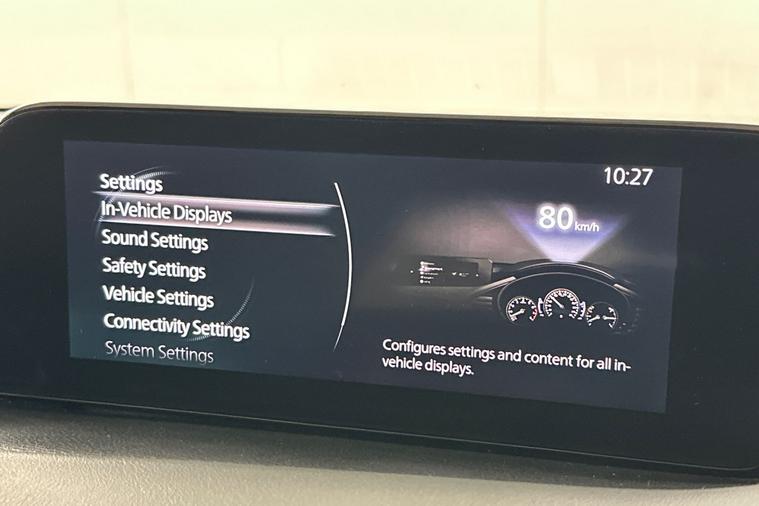 10:27
Settings
In-Vehicle Displays
Sound Settings
Safety Settings
Vehicle Settings
Connectivity Settings
System Settings
80 km/h
Configures settings and content for all in-
vehicle displays.